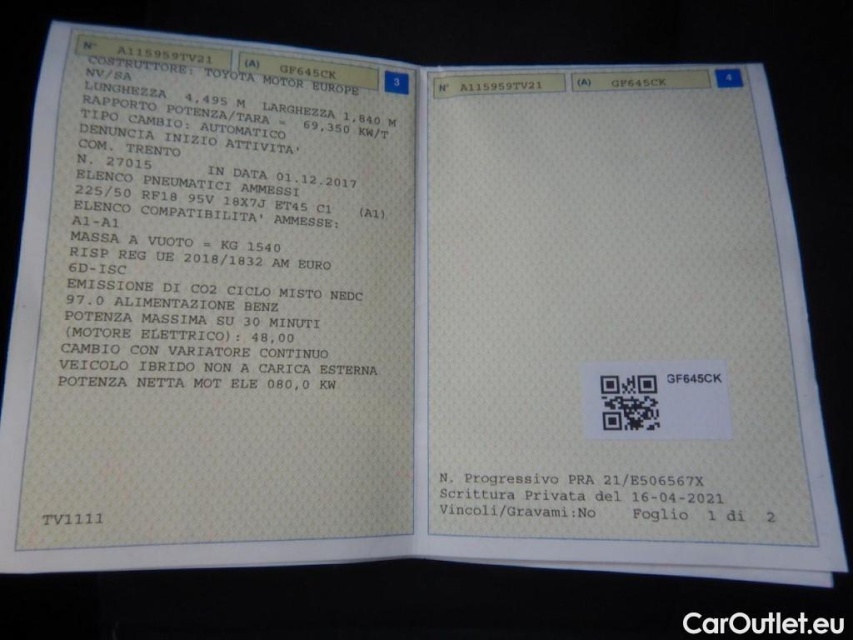 N° A115959TV21 (A) GF645CK 3
COSTRUTTORE: TOYOTA MOTOR EUROPE
NV/SA
LUNGHEZZA 4,495 M LARGHEZZA 1,840 M
RAPPORTO POTENZA/TARA = 69,350 KW/T
TIPO CAMBIO: AUTOMATICO
DENUNCIA INIZIO ATTIVITA'
COM. TRENTO
N. 27015 IN DATA 01.12.2017
ELENCO PNEUMATICI AMMESSI
225/50 RF18 95V 18X7J ET45 C1 (A1)
ELENCO COMPATIBILITA' AMMESSE:
A1-A1
MASSA A VUOTO = KG 1540
RISP REG UE 2018/1832 AM EURO
6D-ISC
EMISSIONE DI CO2 CICLO MISTO NEDC
97.0 ALIMENTAZIONE BENZ
POTENZA MASSIMA SU 30 MINUTI
(MOTORE ELETTRICO): 48,00
CAMBIO CON VARIATORE CONTINUO
VEICOLO IBRIDO NON A CARICA ESTERNA
POTENZA NETTA MOT ELE 080,0 KW
TV1111
N° A115959TV21 (A) GF645CK 4
GF645CK
N. Progressivo PRA 21/E506567X
Scrittura Privata del 16-04-2021
Vincoli/Gravami:No Foglio 1 di 2
CarOutlet.eu